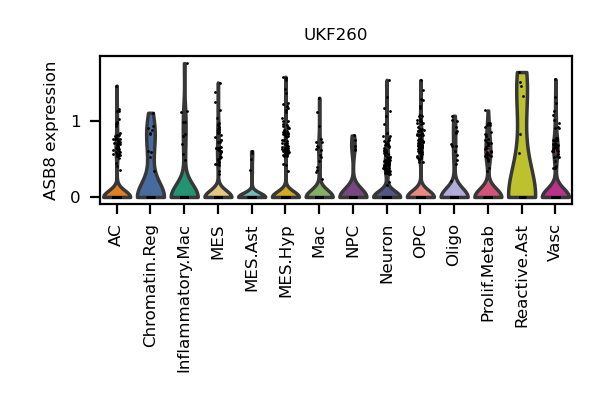 UKF260
ASB8 expression
1
0
AC
Chromatin.Reg
Inflammatory.Mac
MES
MES.Ast
MES.Hyp
Mac
NPC
Neuron
OPC
Oligo
Prolif.Metab
Reactive.Ast
Vasc